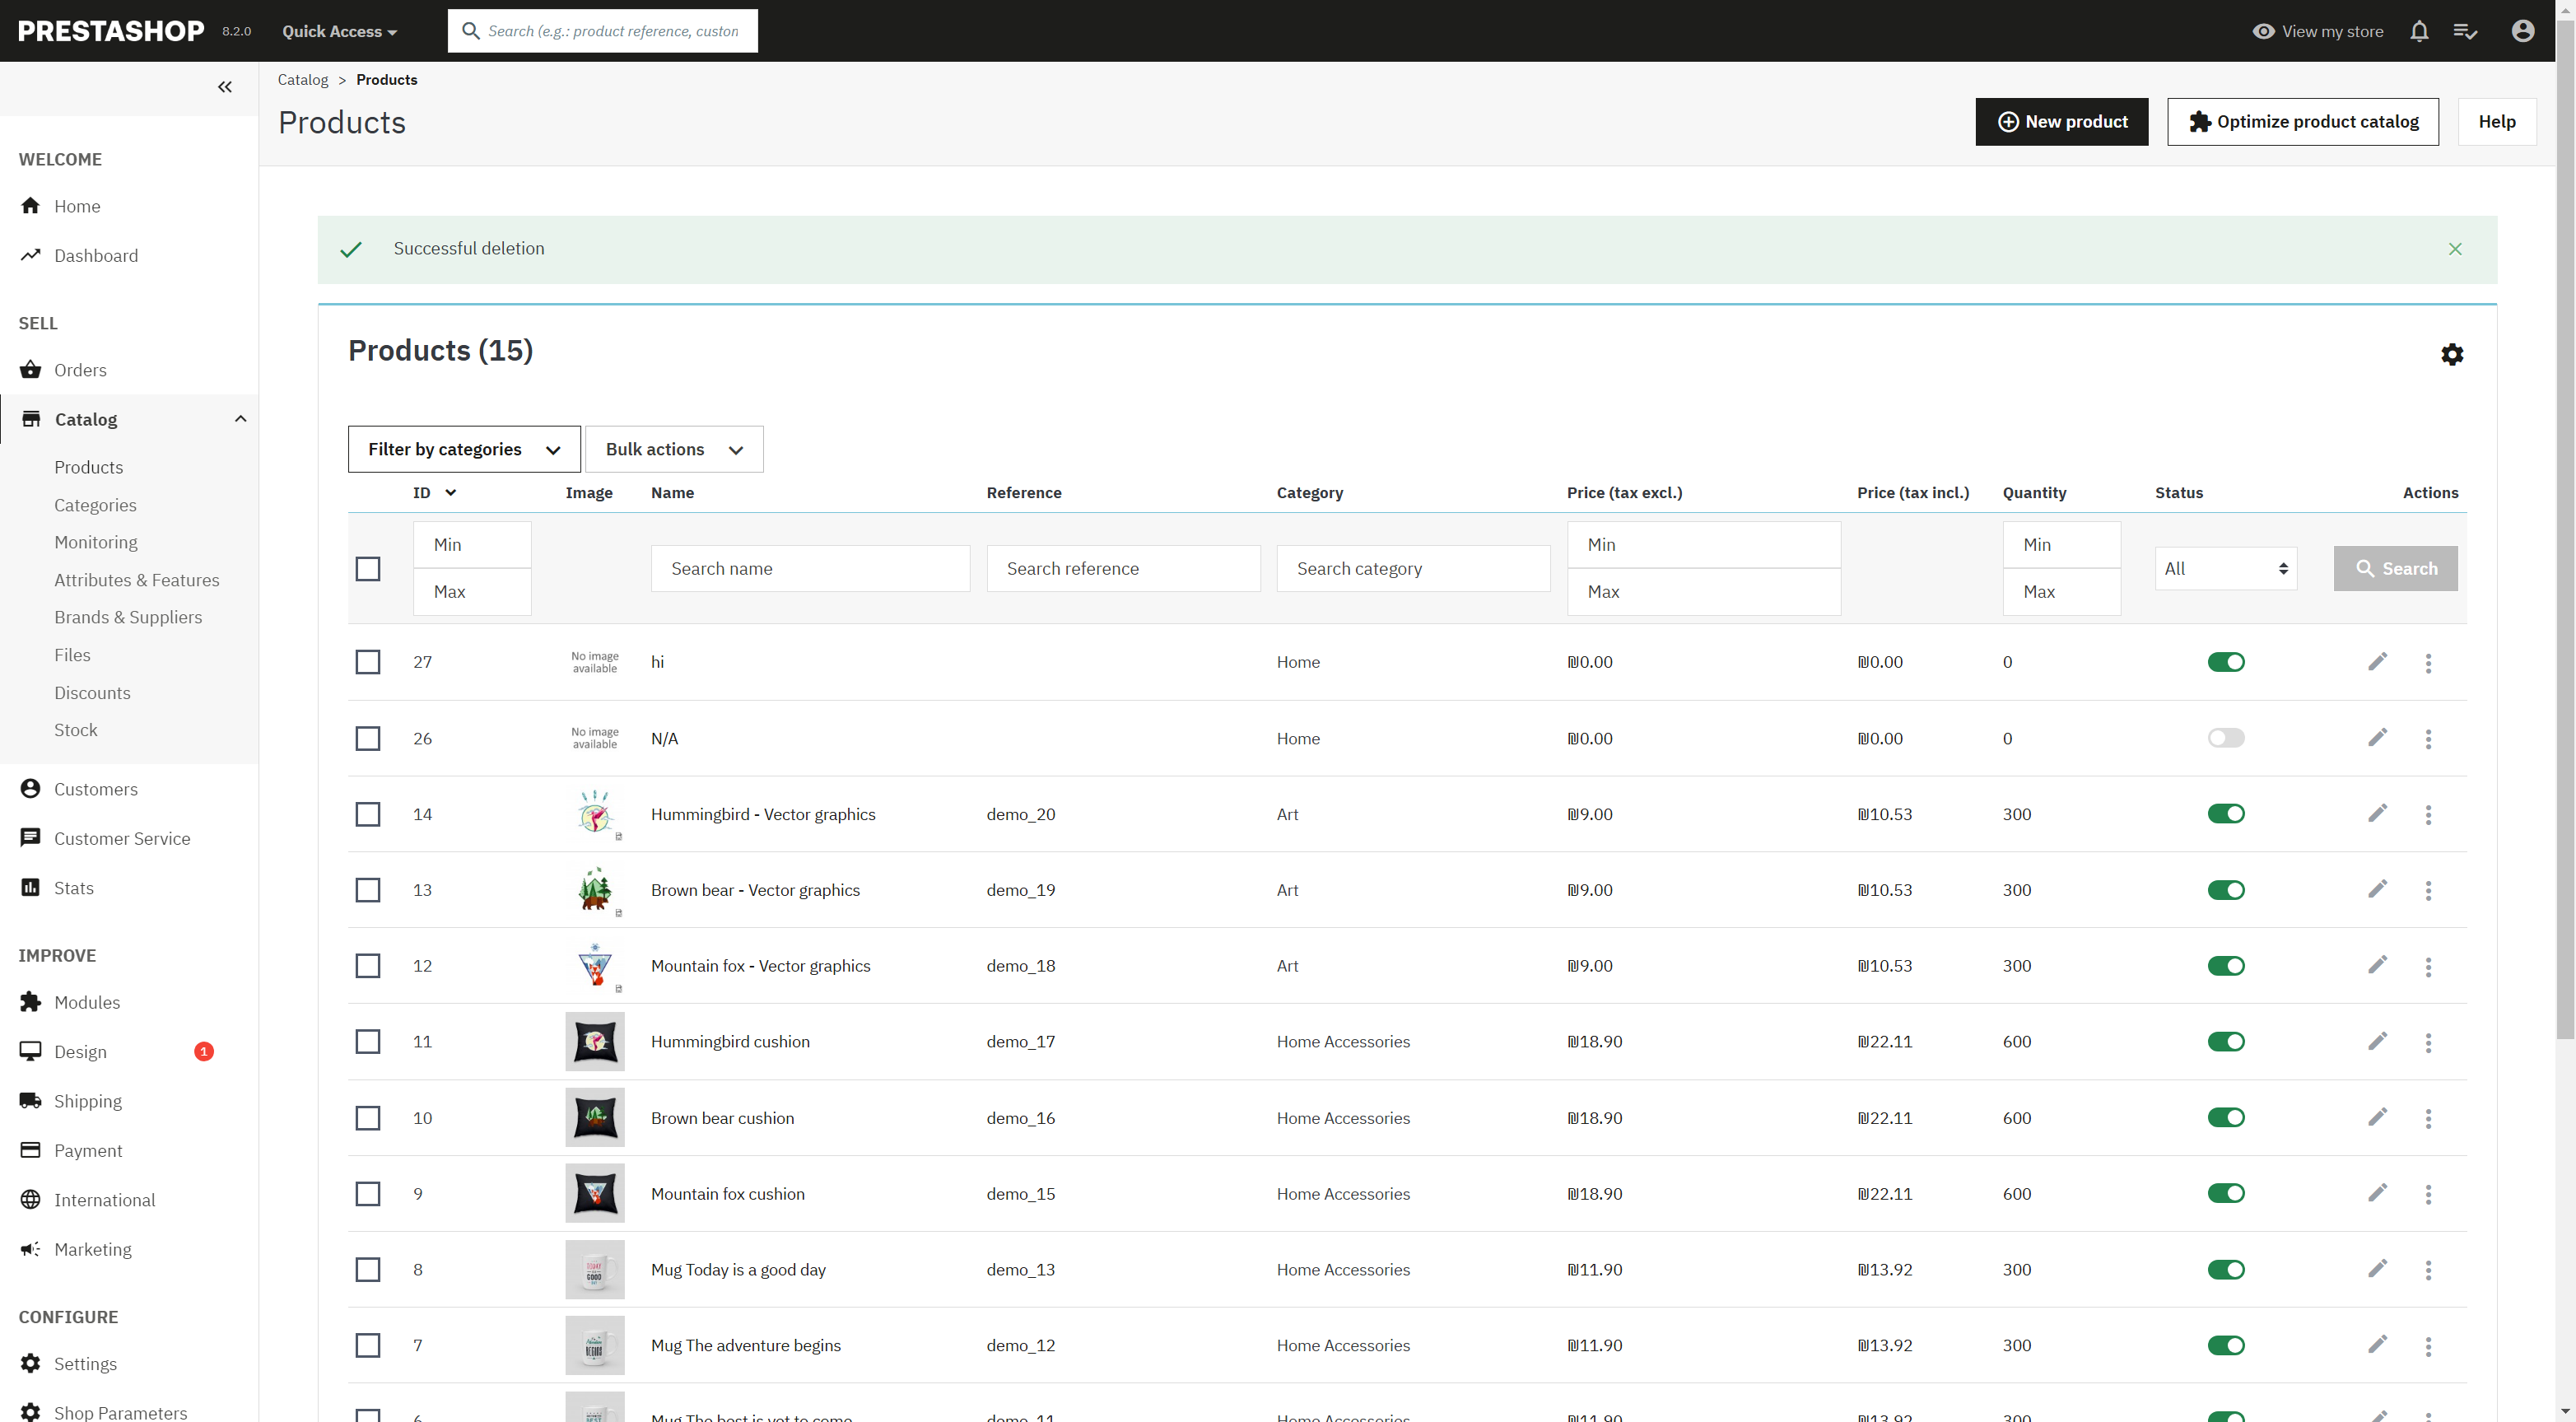 PRESTASHOP 8.2.0 Quick Access Search (e.g.: product reference, custom View my store
Catalog > Products
Products
New product Optimize product catalog Help
WELCOME
Home
Dashboard
SELL
Orders
Catalog
Products
Categories
Monitoring
Attributes & Features
Brands & Suppliers
Files
Discounts
Stock
Customers
Customer Service
Stats
IMPROVE
Modules
Design 1
Shipping
Payment
International
Marketing
CONFIGURE
Settings
Shop Parameters
Successful deletion
Products (15)
Filter by categories Bulk actions
ID Image Name Reference Category Price (tax excl.) Price (tax incl.) Quantity Status Actions
Min Min Min
Search name Search reference Search category All Search
Max Max Max
27 No image available hi Home ₪0.00 ₪0.00 0
26 No image available N/A Home ₪0.00 ₪0.00 0
14 Hummingbird - Vector graphics demo_20 Art ₪9.00 ₪10.53 300
13 Brown bear - Vector graphics demo_19 Art ₪9.00 ₪10.53 300
12 Mountain fox - Vector graphics demo_18 Art ₪9.00 ₪10.53 300
11 Hummingbird cushion demo_17 Home Accessories ₪18.90 ₪22.11 600
10 Brown bear cushion demo_16 Home Accessories ₪18.90 ₪22.11 600
9 Mountain fox cushion demo_15 Home Accessories ₪18.90 ₪22.11 600
8 Mug Today is a good day demo_13 Home Accessories ₪11.90 ₪13.92 300
7 Mug The adventure begins demo_12 Home Accessories ₪11.90 ₪13.92 300
6 Mug The best is yet to come demo_11 Home Accessories ₪11.90 ₪13.92 300